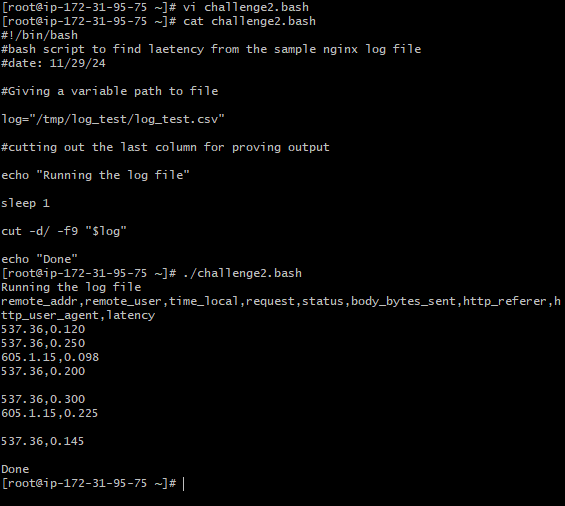 [root@ip-172-31-95-75 ~]# vi challenge2.bash
[root@ip-172-31-95-75 ~]# cat challenge2.bash
#!/bin/bash
#bash script to find laetency from the sample nginx log file
#date: 11/29/24
#Giving a variable path to file
log="/tmp/log_test/log_test.csv"
#cutting out the last column for proving output
echo "Running the log file"
sleep 1
cut -d/ -f9 "$log"
echo "Done"
[root@ip-172-31-95-75 ~]# ./challenge2.bash
Running the log file
remote_addr,remote_user,time_local,request,status,body_bytes_sent,http_referer,h
ttp_user_agent,latency
537.36,0.120
537.36,0.250
605.1.15,0.098
537.36,0.200
537.36,0.300
605.1.15,0.225
537.36,0.145
Done
[root@ip-172-31-95-75 ~]#